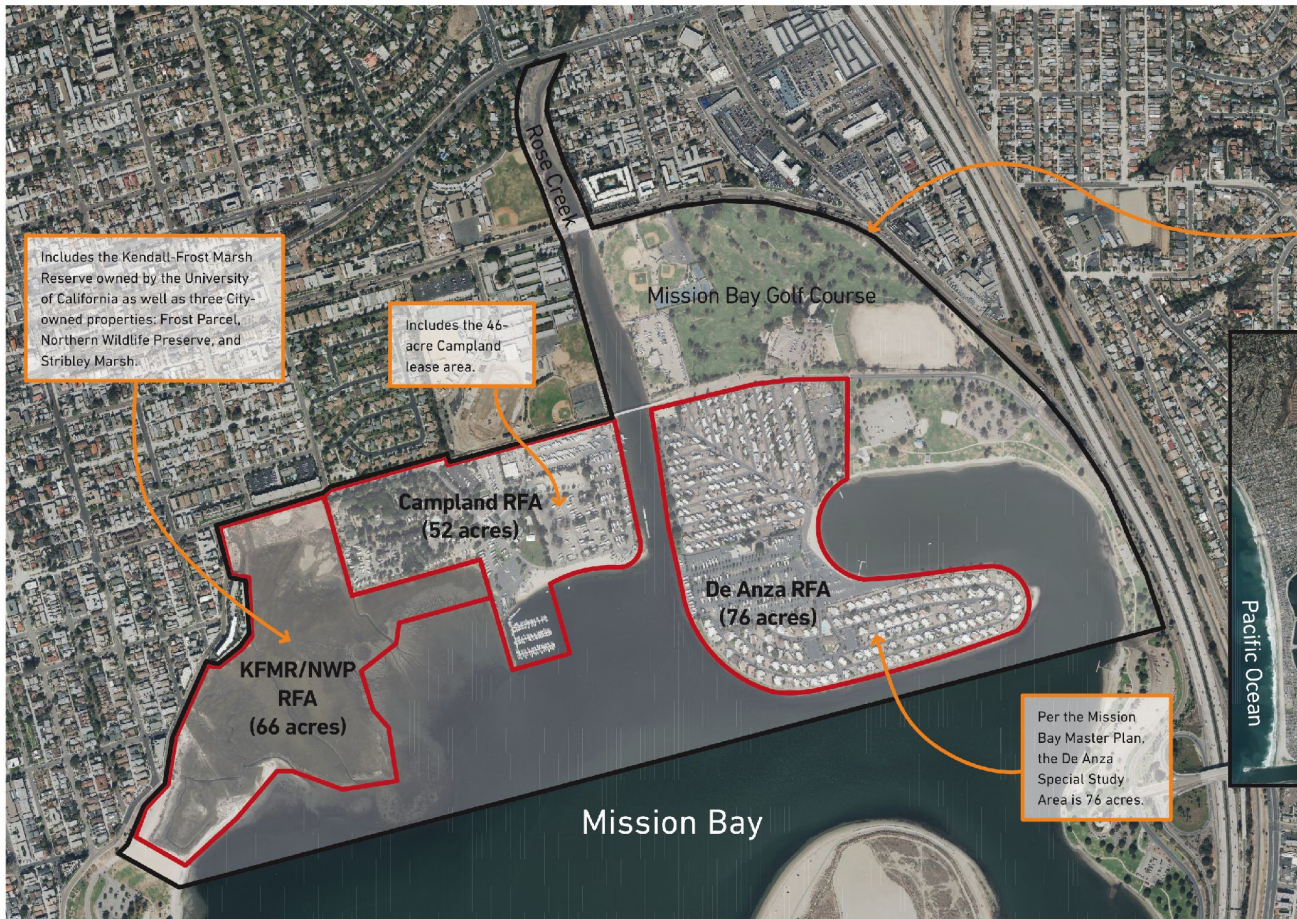 Rose Creek
Includes the Kendall-Frost Marsh
Reserve owned by the University
of California as well as three City-
owned properties: Frost Parcel,
Northern Wildlife Preserve, and
Stribley Marsh.
Includes the 46-
acre Campland
lease area.
Mission Bay Golf Course
Campland RFA
(52 acres)
De Anza RFA
(76 acres)
KFMR/NWP
RFA
(66 acres)
Pacific Ocean
Per the Mission
Bay Master Plan,
the De Anza
Special Study
Area is 76 acres.
Mission Bay